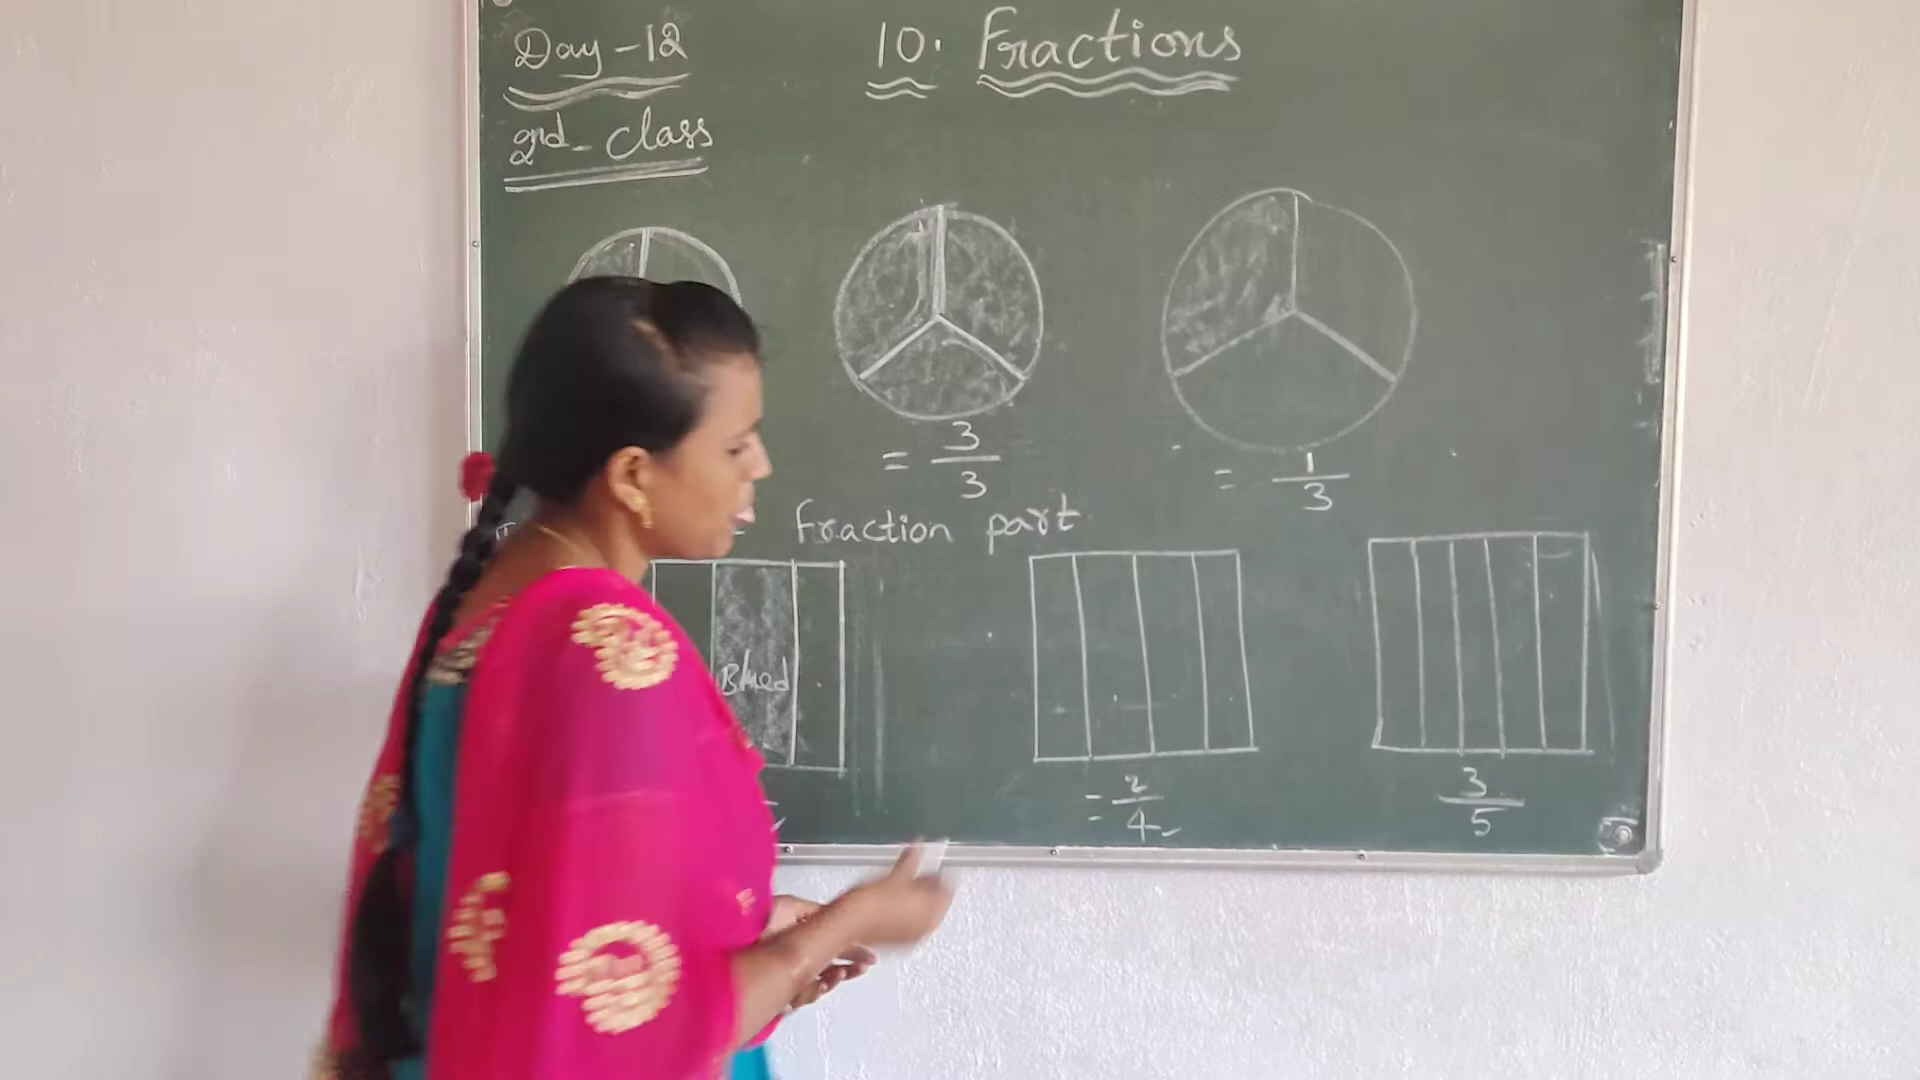 Day-12
10. Fractions
2nd- Class
= 3/3
= 1/3
Fraction part
Blued
= 2/4
3/5